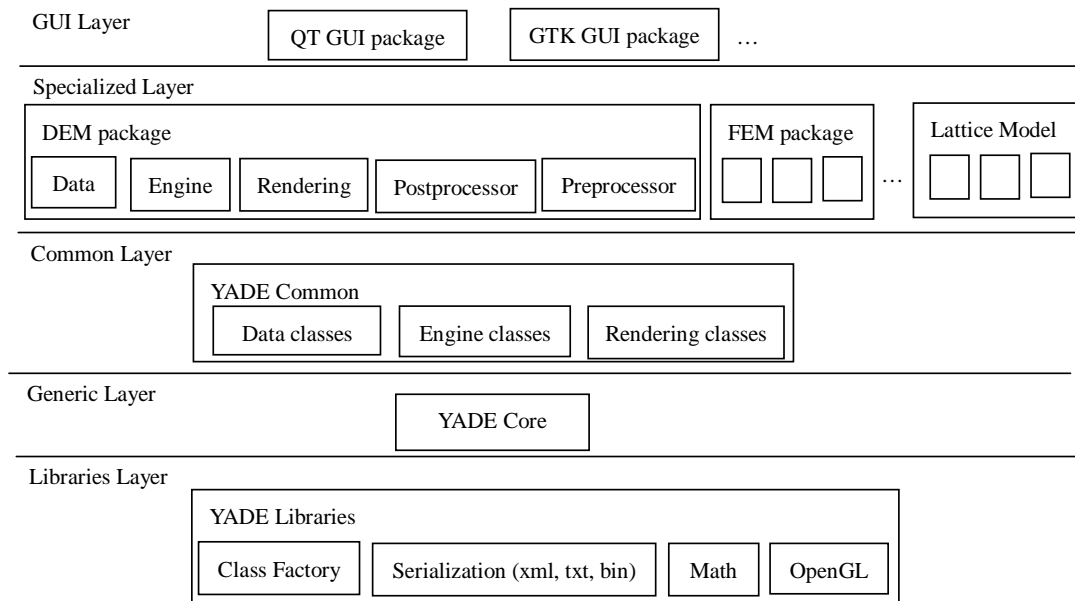 GUI Layer
QT GUI package
GTK GUI package
…
Specialized Layer
DEM package
Data
Engine
Rendering
Postprocessor
Preprocessor
FEM package
…
Lattice Model
Common Layer
YADE Common
Data classes
Engine classes
Rendering classes
Generic Layer
YADE Core
Libraries Layer
YADE Libraries
Class Factory
Serialization (xml, txt, bin)
Math
OpenGL